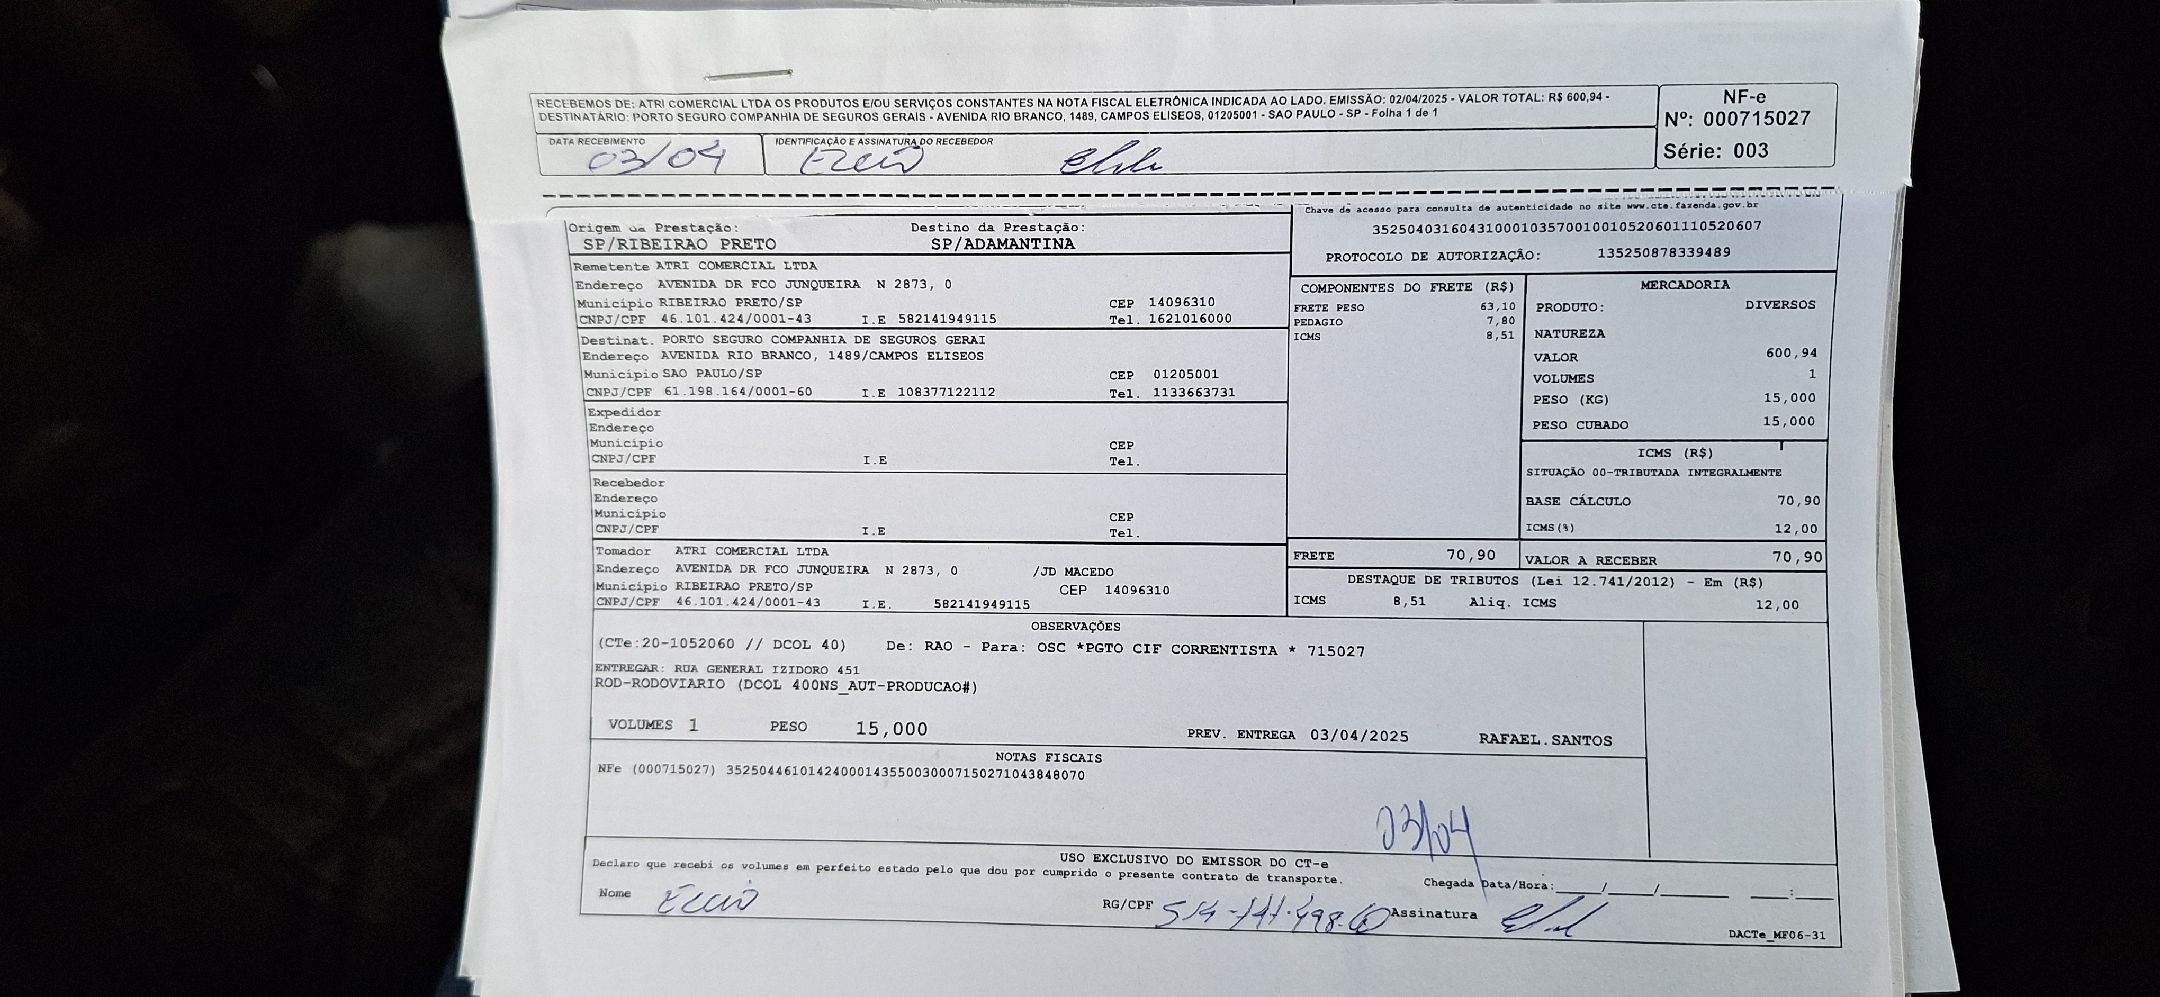 RECEBEMOS DE: ATRI COMERCIAL LTDA OS PRODUTOS E/OU SERVIÇOS CONSTANTES NA NOTA FISCAL ELETRÔNICA INDICADA AO LADO. EMISSÃO: 02/04/2025 - VALOR TOTAL: R$ 600,94 -
DESTINATÁRIO: PORTO SEGURO COMPANHIA DE SEGUROS GERAIS - AVENIDA RIO BRANCO, 1489, CAMPOS ELISEOS, 01205001 - SAO PAULO - SP - Folha 1 de 1
NF-e
Nº: 000715027
Série: 003
DATA RECEBIMENTO
03/04
IDENTIFICAÇÃO E ASSINATURA DO RECEBEDOR
Origem da Prestação: Destino da Prestação:
SP/RIBEIRAO PRETO SP/ADAMANTINA
Chave de acesso para consulta de autenticidade no site www.cte.fazenda.gov.br
35250403160431000103570010010520601110520607
PROTOCOLO DE AUTORIZAÇÃO: 135250878339489
Remetente ATRI COMERCIAL LTDA
Endereço AVENIDA DR FCO JUNQUEIRA N 2873, 0
Município RIBEIRAO PRETO/SP CEP 14096310
CNPJ/CPF 46.101.424/0001-43 I.E 582141949115 Tel. 1621016000
Destinat. PORTO SEGURO COMPANHIA DE SEGUROS GERAI
Endereço AVENIDA RIO BRANCO, 1489/CAMPOS ELISEOS
Município SAO PAULO/SP CEP 01205001
CNPJ/CPF 61.198.164/0001-60 I.E 108377122112 Tel. 1133663731
Expedidor
Endereço
Município CEP
CNPJ/CPF I.E Tel.
Recebedor
Endereço
Município CEP
CNPJ/CPF I.E Tel.
Tomador ATRI COMERCIAL LTDA
Endereço AVENIDA DR FCO JUNQUEIRA N 2873, 0 /JD MACEDO
Município RIBEIRAO PRETO/SP CEP 14096310
CNPJ/CPF 46.101.424/0001-43 I.E. 582141949115
COMPONENTES DO FRETE (R$)
FRETE PESO 63,10
PEDAGIO 7,80
ICMS 8,51
MERCADORIA
PRODUTO: DIVERSOS
NATUREZA
VALOR 600,94
VOLUMES 1
PESO (KG) 15,000
PESO CUBADO 15,000
ICMS (R$)
SITUAÇÃO 00-TRIBUTADA INTEGRALMENTE
BASE CÁLCULO 70,90
ICMS(%) 12,00
FRETE 70,90 VALOR A RECEBER 70,90
DESTAQUE DE TRIBUTOS (Lei 12.741/2012) - Em (R$)
ICMS 8,51 Aliq. ICMS 12,00
OBSERVAÇÕES
(CTe:20-1052060 // DCOL 40) De: RAO - Para: OSC *PGTO CIF CORRENTISTA * 715027
ENTREGAR: RUA GENERAL IZIDORO 451
ROD-RODOVIARIO (DCOL 400NS_AUT-PRODUCAO#)
VOLUMES 1 PESO 15,000 PREV. ENTREGA 03/04/2025 RAFAEL.SANTOS
NOTAS FISCAIS
NFe (000715027) 35250446101424000143550030007150271043848070
03/04
USO EXCLUSIVO DO EMISSOR DO CT-e
Declaro que recebi os volumes em perfeito estado pelo que dou por cumprido o presente contrato de transporte.
Chegada Data/Hora:____/____/______ ___:___
Nome
RG/CPF
Assinatura
DACTe_MF06-31